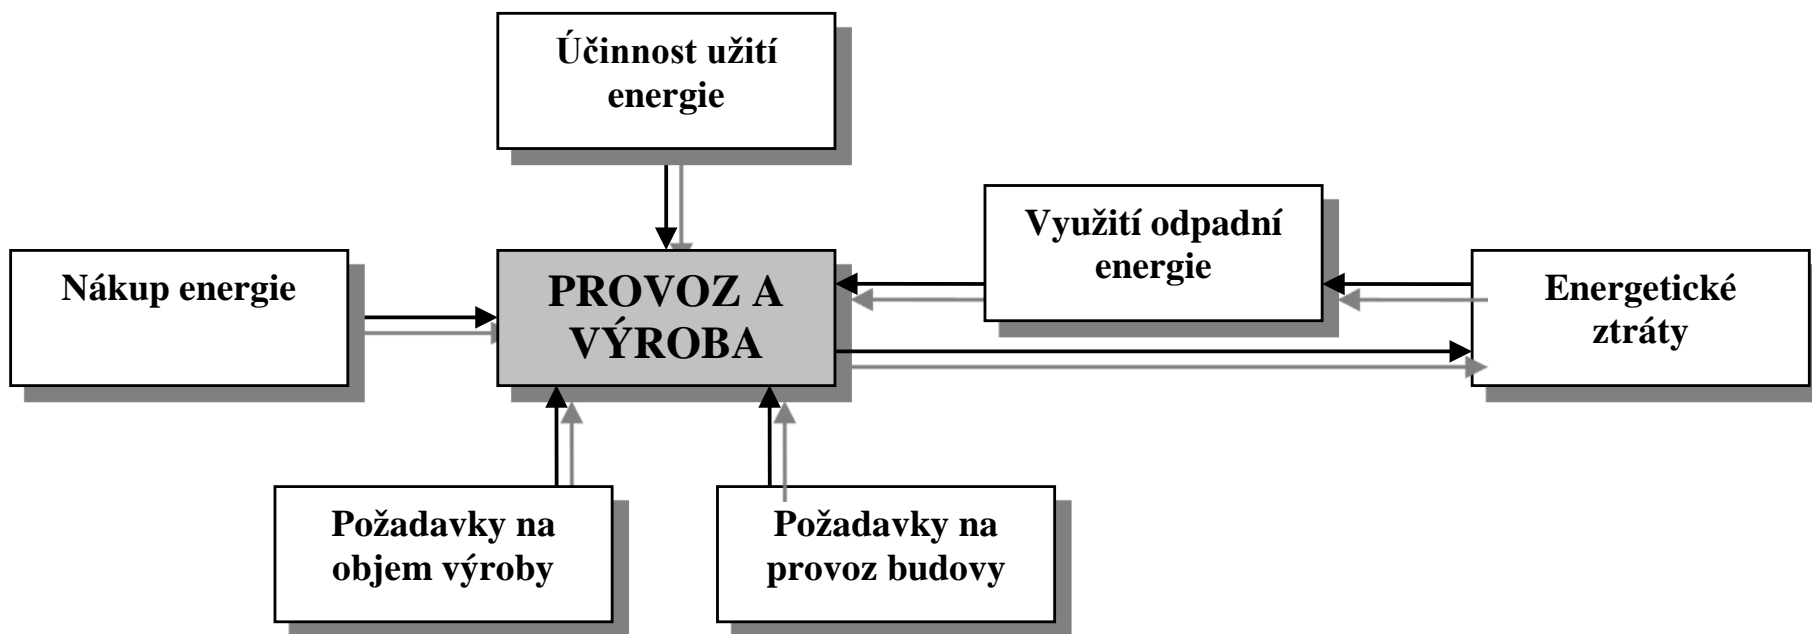 Účinnost užití
energie
Využití odpadní
energie
Nákup energie
PROVOZ A
VÝROBA
Energetické
ztráty
Požadavky na
objem výroby
Požadavky na
provoz budovy